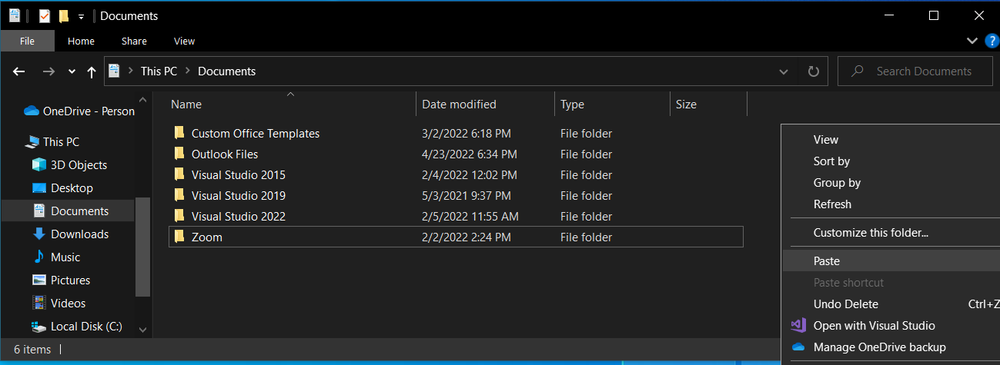 Documents
File Home Share View
?
This PC Documents
Search Documents
Name Date modified Type Size
OneDrive - Person
This PC
3D Objects
Desktop
Documents
Downloads
Music
Pictures
Videos
Local Disk (C:)
Custom Office Templates 3/2/2022 6:18 PM File folder
Outlook Files 4/23/2022 6:34 PM File folder
Visual Studio 2015 2/4/2022 12:02 PM File folder
Visual Studio 2019 5/3/2021 9:37 PM File folder
Visual Studio 2022 2/5/2022 11:55 AM File folder
Zoom 2/2/2022 2:24 PM File folder
View
Sort by
Group by
Refresh
Customize this folder...
Paste
Paste shortcut
Undo Delete Ctrl+Z
Open with Visual Studio
Manage OneDrive backup
6 items